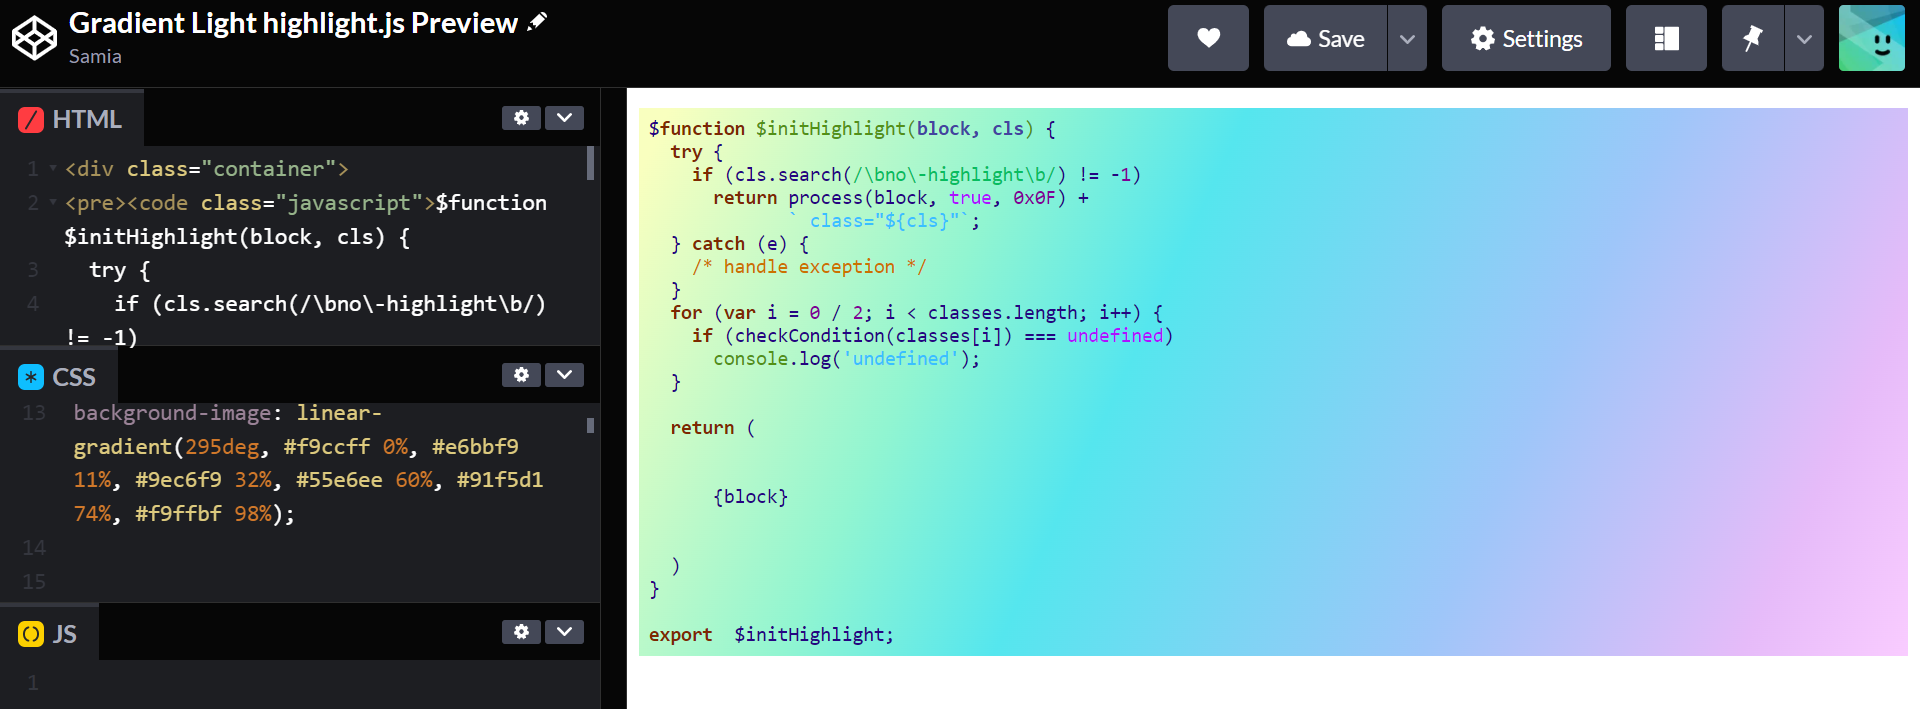 Gradient Light highlight.js Preview
Samia
Save
Settings
HTML
1 <div class="container">
2 <pre><code class="javascript">$function
$initHighlight(block, cls) {
3 try {
4 if (cls.search(/\bno\-highlight\b/)
!= -1)
CSS
13 background-image: linear-
gradient(295deg, #f9ccff 0%, #e6bbf9
11%, #9ec6f9 32%, #55e6ee 60%, #91f5d1
74%, #f9ffbf 98%);
14
15
JS
1
$function $initHighlight(block, cls) {
try {
if (cls.search(/\bno\-highlight\b/) != -1)
return process(block, true, 0x0F) +
` class="${cls}"`;
} catch (e) {
/* handle exception */
}
for (var i = 0 / 2; i < classes.length; i++) {
if (checkCondition(classes[i]) === undefined)
console.log('undefined');
}
return (
{block}
)
}
export $initHighlight;